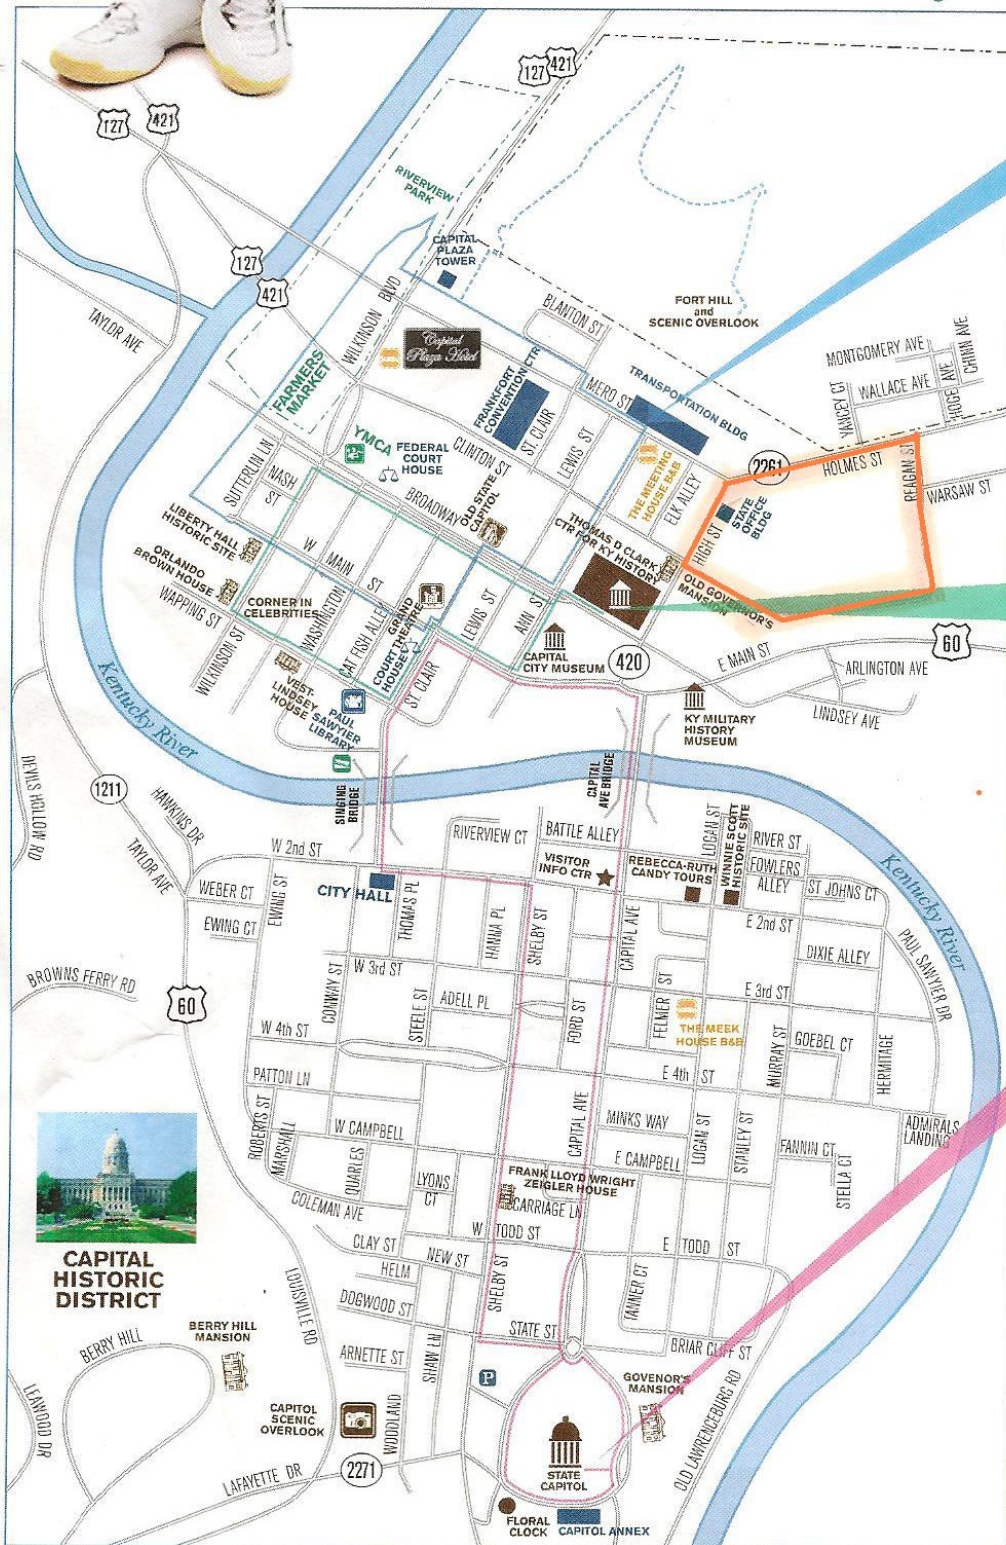 127
421
127
421
RIVERVIEW
PARK
CAPITAL
PLAZA
TOWER
127
421
TAYLOR AVE
WILKINSON BLVD
BLANTON ST
FORT HILL
and
SCENIC OVERLOOK
Capital
Plaza Hotel
FARMERS
MARKET
FRANKFORT
CONVENTION CTR
MERO ST
TRANSPORTATION BLDG
MONTGOMERY AVE
WALLACE AVE
YANCEY CT
HOGE AVE
CHINN AVE
YMCA
FEDERAL
COURT
HOUSE
CLINTON ST
ST. CLAIR
LEWIS ST
THE MEETING
HOUSE B&B
ELK ALLEY
2261
HOLMES ST
REAGAN ST
WARSAW ST
SUTTERLIN LN
NASH
ST
BROADWAY
OLD STATE
CAPITOL
HIGH ST
STATE
OFFICE
BLDG
LIBERTY HALL
HISTORIC SITE
ORLANDO
BROWN HOUSE
WAPPING ST
W MAIN ST
THOMAS D CLARK
CTR FOR KY HISTORY
OLD GOVERNOR'S
MANSION
CORNER IN
CELEBRITIES
WASHINGTON
CAT FISH ALLEY
GRAND
THEATRE
COURT
HOUSE
LEWIS ST
ANN ST
WILKINSON ST
VEST-
LINDSEY
HOUSE
ST CLAIR
CAPITAL
CITY MUSEUM
420
E MAIN ST
60
ARLINGTON AVE
LINDSEY AVE
PAUL
SAWYIER
LIBRARY
KY MILITARY
HISTORY
MUSEUM
Kentucky River
SINGING
BRIDGE
CAPITAL
AVE BRIDGE
DEVILS HOLLOW RD
1211
HAWKINS DR
TAYLOR AVE
W 2nd ST
RIVERVIEW CT
BATTLE ALLEY
LOGAN ST
WINNIE SCOTT
HISTORIC SITE
RIVER ST
FOWLERS
ALLEY
ST JOHNS CT
Kentucky River
VISITOR
INFO CTR
REBECCA-RUTH
CANDY TOURS
WEBER CT
EWING ST
CITY HALL
THOMAS PL
EWING CT
HANNA PL
SHELBY ST
CAPITAL AVE
E 2nd ST
DIXIE ALLEY
PAUL SAWYIER DR
BROWNS FERRY RD
60
W 3rd ST
CONWAY ST
STEELE ST
ADELL PL
FORD ST
FELMER ST
E 3rd ST
THE MEEK
HOUSE B&B
MURRAY ST
GOEBEL CT
HERMITAGE
W 4th ST
PATTON LN
E 4th ST
ROBERTS ST
MARSHALL
W CAMPBELL
CAPITAL AVE
MINKS WAY
LOGAN ST
STANLEY ST
FANNIN CT
ADMIRALS
LANDING
E CAMPBELL
STELLA CT
QUARLES
LYONS
CT
FRANK LLOYD WRIGHT
ZEIGLER HOUSE
CARRIAGE LN
COLEMAN AVE
W TODD ST
E TODD ST
CAPITAL
HISTORIC
DISTRICT
CLAY ST
HELM
NEW ST
SHELBY ST
TANNER CT
LOUISVILLE RD
DOGWOOD ST
STATE ST
BRIAR CLIFF ST
BERRY HILL
BERRY HILL
MANSION
ARNETTE ST
SHAW LN
P
GOVENOR'S
MANSION
OLD LAWRENCEBURG RD
LEAWOOD DR
CAPITOL
SCENIC
OVERLOOK
WOODLAND
STATE
CAPITOL
LAFAYETTE DR
2271
FLORAL
CLOCK
CAPITOL ANNEX